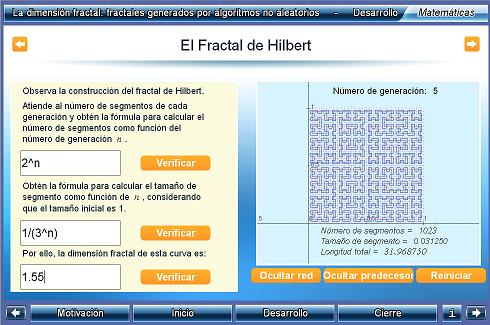 La dimensión fractal: fractales generados por algoritmos no aleatorios - Desarrollo Matemáticas
El Fractal de Hilbert
Observa la construcción del fractal de Hilbert.
Atiende al número de segmentos de cada
generación y obtén la fórmula para calcular el
número de segmentos como función del
número de generación n .
2^n
Verificar
Obtén la fórmula para calcular el tamaño de
segmento como función de n , considerando
que el tamaño inicial es 1.
1/(3^n)
Verificar
Por ello, la dimensión fractal de esta curva es:
1.55
Verificar
Número de generación: 5
1
.5
.0
.1
Número de segmentos = 1023
Tamaño de segmento = 0.031250
Longitud total = 31.968750
Ocultar red
Ocultar predecesor
Reiniciar
Motivación
Inicio
Desarrollo
Cierre
i